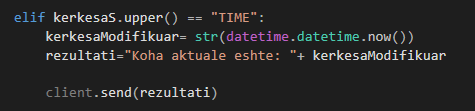 elif kerkesaS.upper() == "TIME":
    kerkesaModifikuar= str(datetime.datetime.now())
    rezultati="Koha aktuale eshte: "+ kerkesaModifikuar
    client.send(rezultati)